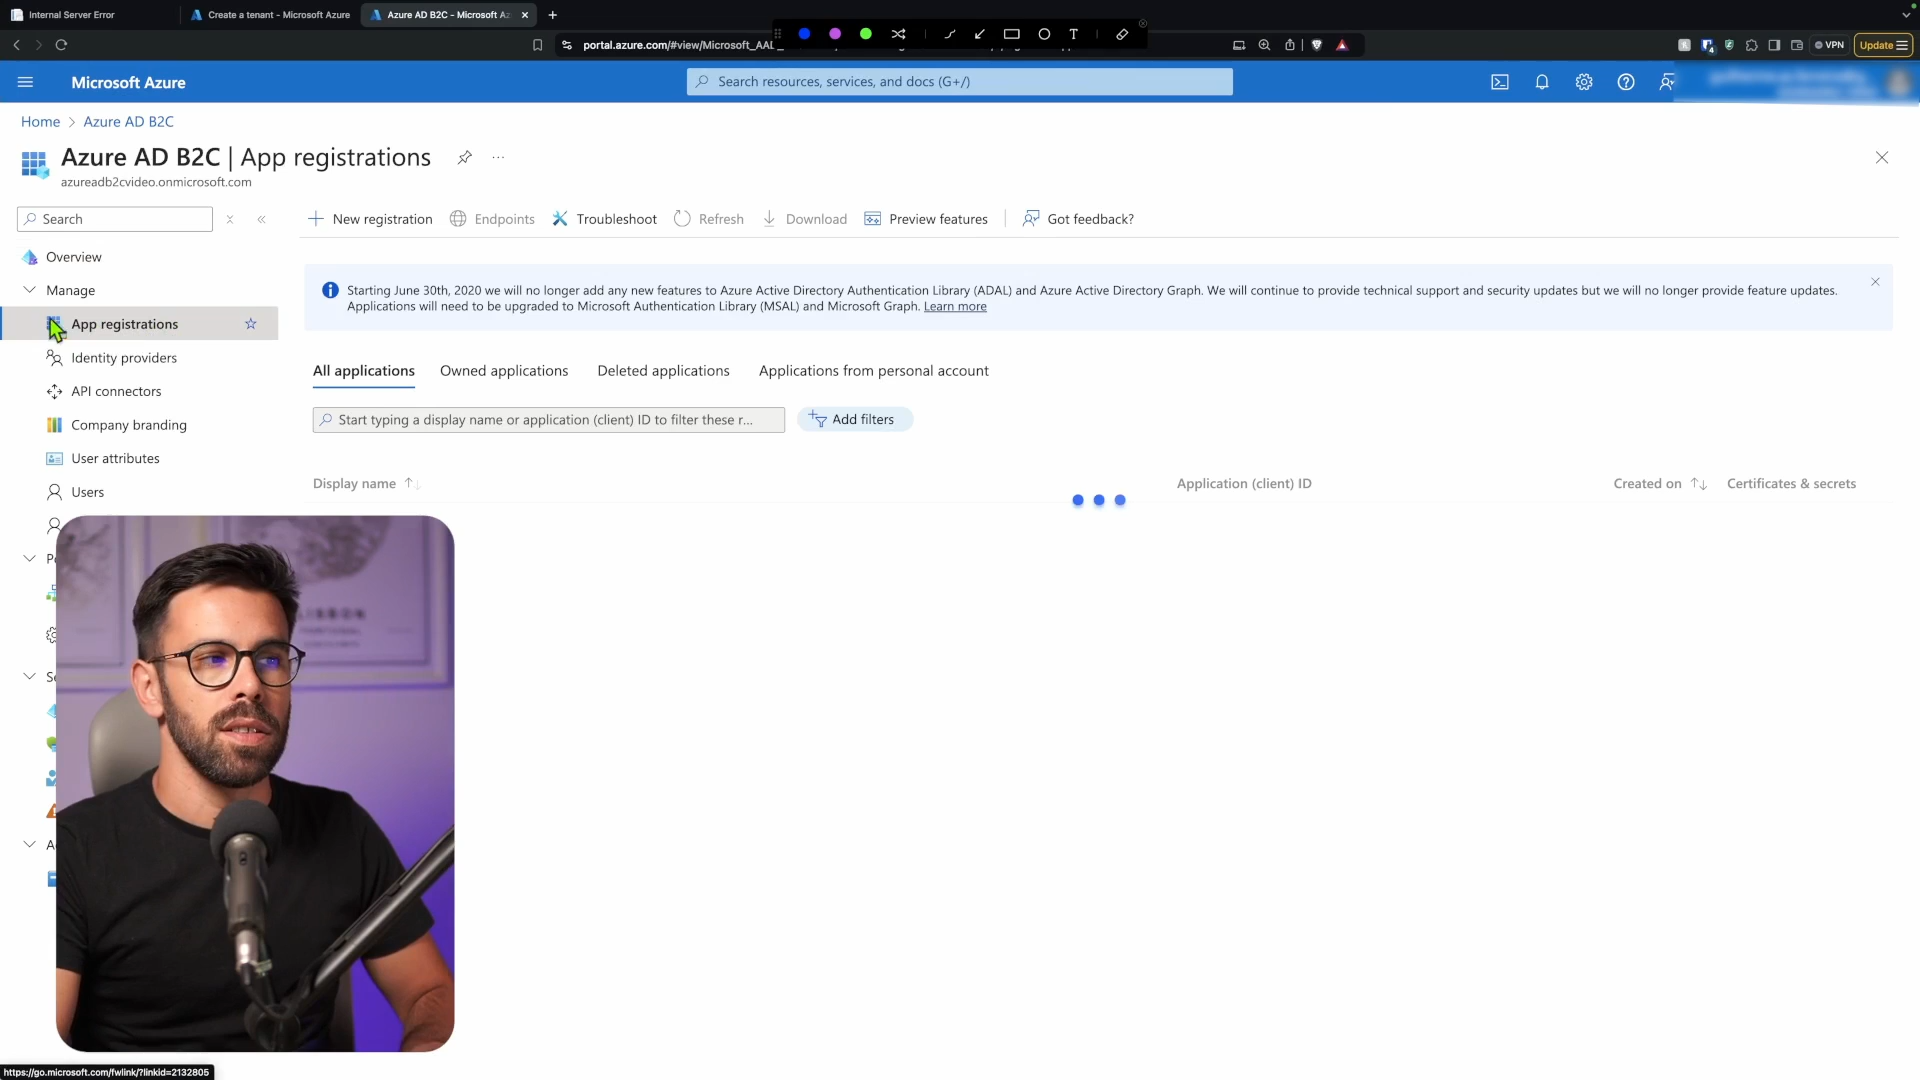 Internal Server Error
Create a tenant - Microsoft Azure
Azure AD B2C - Microsoft Az
portal.azure.com/#view/Microsoft_AAD_
VPN
Update
Microsoft Azure
Search resources, services, and docs (G+/)
Home > Azure AD B2C
Azure AD B2C | App registrations
azureadb2cvideo.onmicrosoft.com
Search
New registration
Endpoints
Troubleshoot
Refresh
Download
Preview features
Got feedback?
Overview
Manage
App registrations
Identity providers
API connectors
Company branding
User attributes
Users
Starting June 30th, 2020 we will no longer add any new features to Azure Active Directory Authentication Library (ADAL) and Azure Active Directory Graph. We will continue to provide technical support and security updates but we will no longer provide feature updates.
Applications will need to be upgraded to Microsoft Authentication Library (MSAL) and Microsoft Graph. Learn more
All applications
Owned applications
Deleted applications
Applications from personal account
Start typing a display name or application (client) ID to filter these r...
Add filters
Display name
Application (client) ID
Created on
Certificates & secrets
https://go.microsoft.com/fwlink/?linkid=2132805